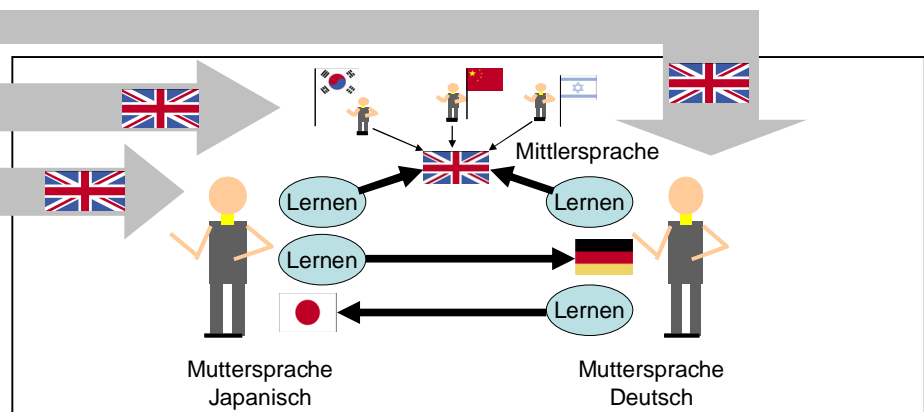 Mittlersprache
Lernen
Lernen
Lernen
Lernen
Muttersprache
Japanisch
Muttersprache
Deutsch